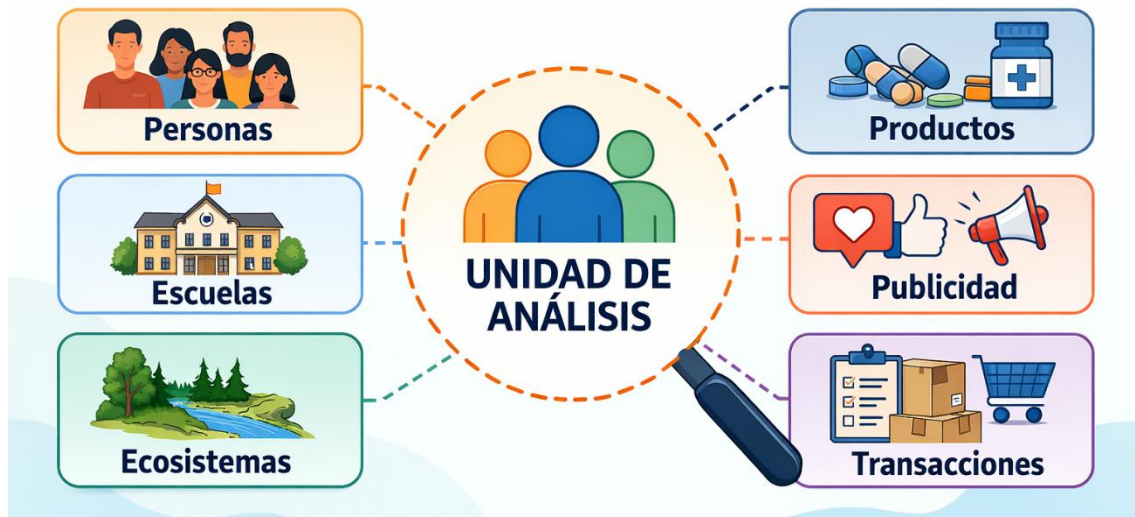 Personas
Escuelas
Ecosistemas
UNIDAD DE
ANÁLISIS
Productos
Publicidad
Transacciones